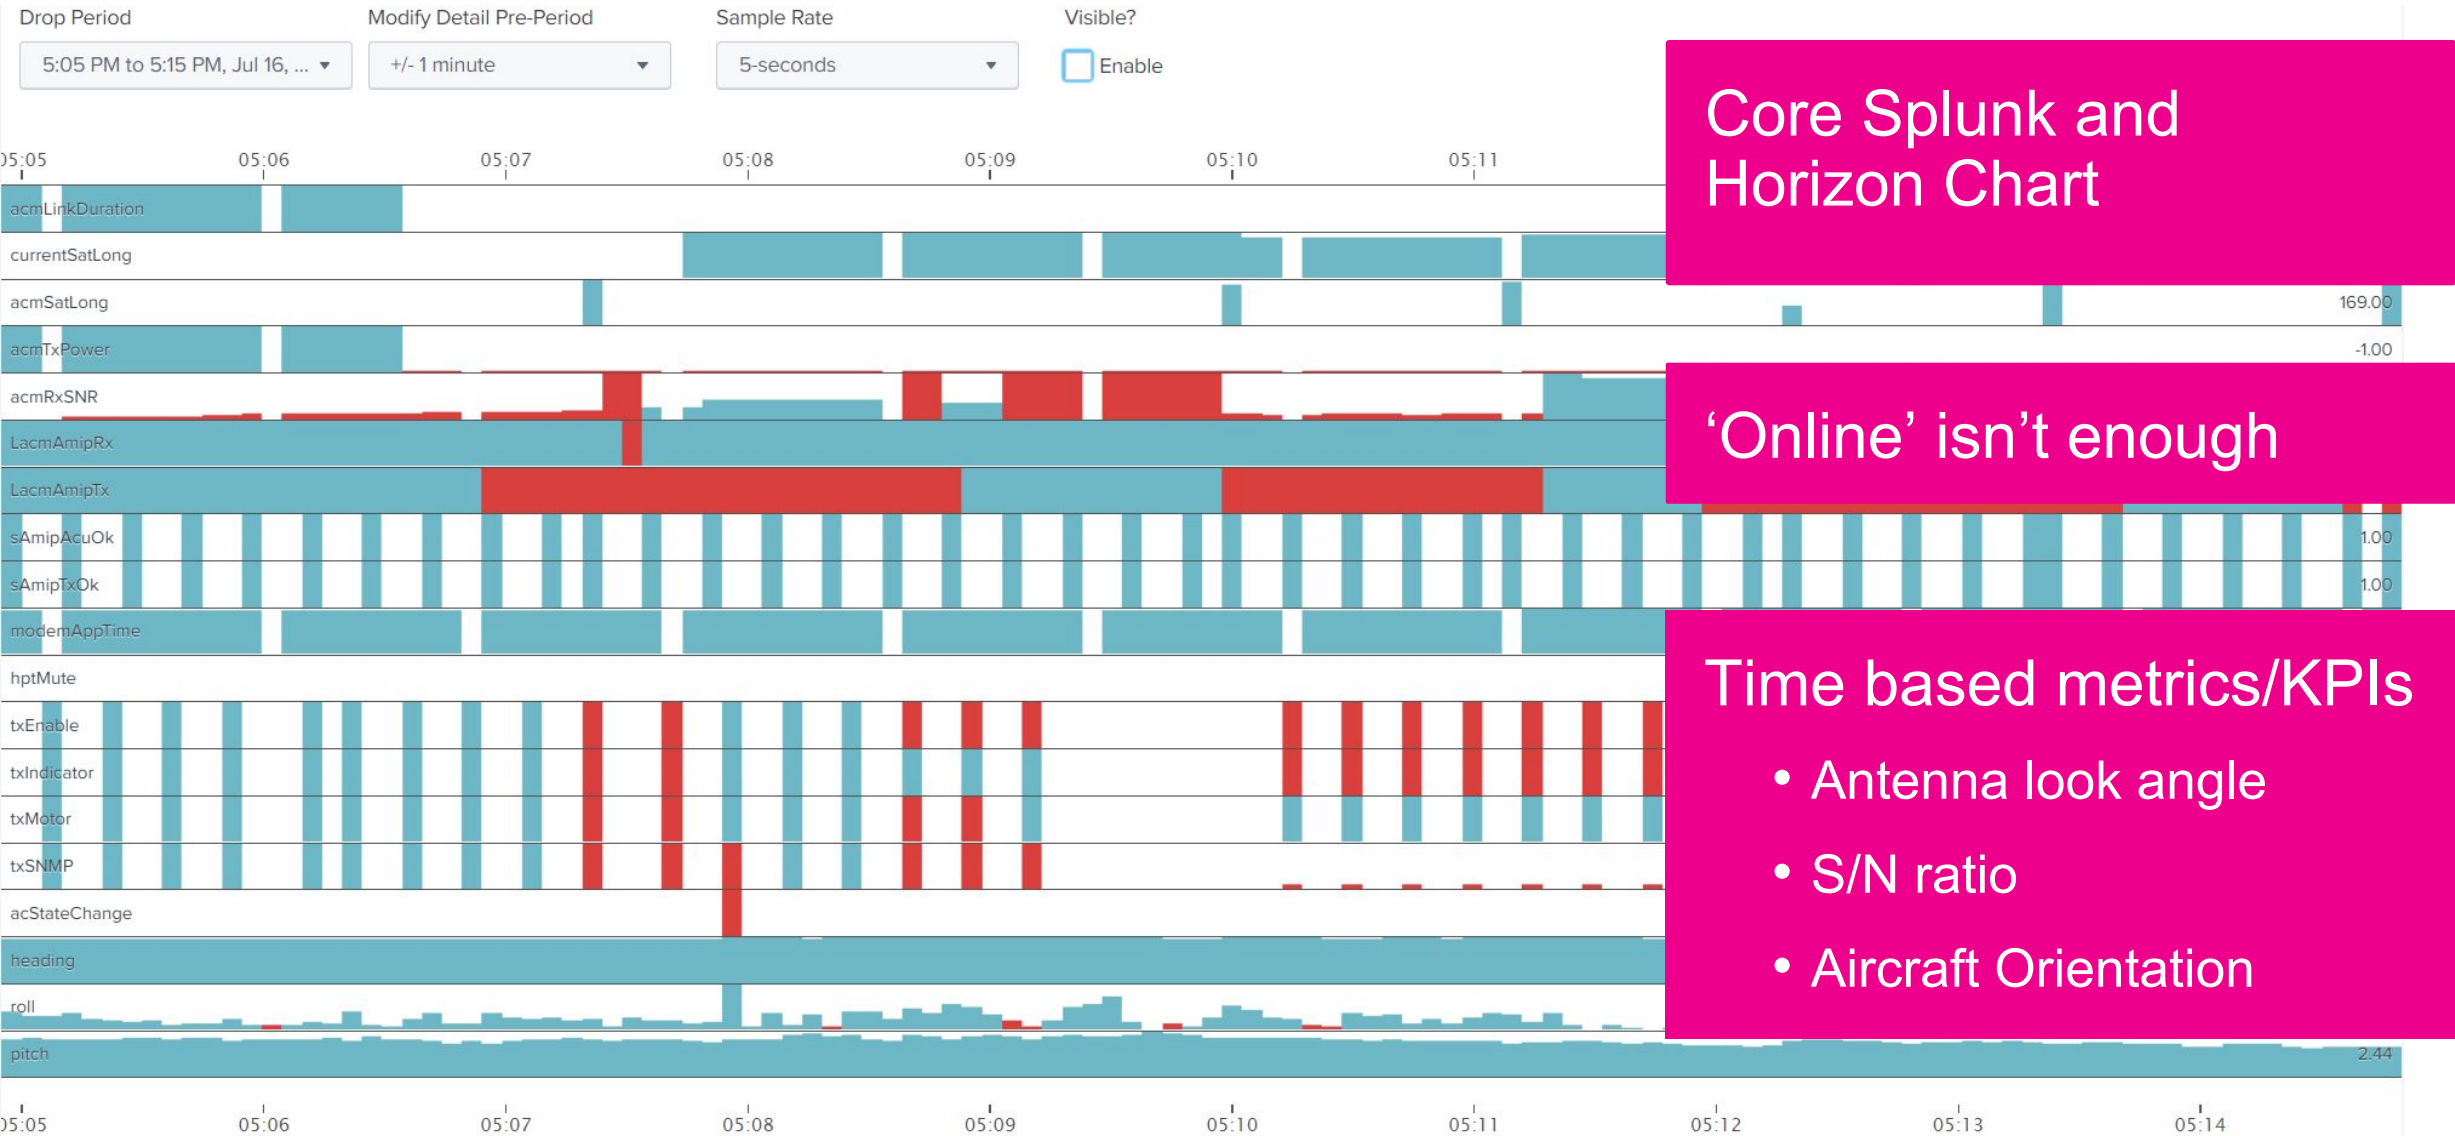 Drop Period
Modify Detail Pre-Period
Sample Rate
Visible?
5:05 PM to 5:15 PM, Jul 16, ...
+/- 1 minute
5-seconds
Enable
Core Splunk and
Horizon Chart
05:05 05:06 05:07 05:08 05:09 05:10 05:11
acmLinkDuration
currentSatLong
acmSatLong 169.00
acmTxPower -1.00
acmRxSNR
‘Online’ isn’t enough
LacmAmipRx
LacmAmipTx
sAmipAcuOk 1.00
sAmipTxOk 1.00
modemAppTime
Time based metrics/KPIs
• Antenna look angle
• S/N ratio
• Aircraft Orientation
hptMute
txEnable
txIndicator
txMotor
txSNMP
acStateChange
heading
roll
pitch 2.44
05:05 05:06 05:07 05:08 05:09 05:10 05:11 05:12 05:13 05:14